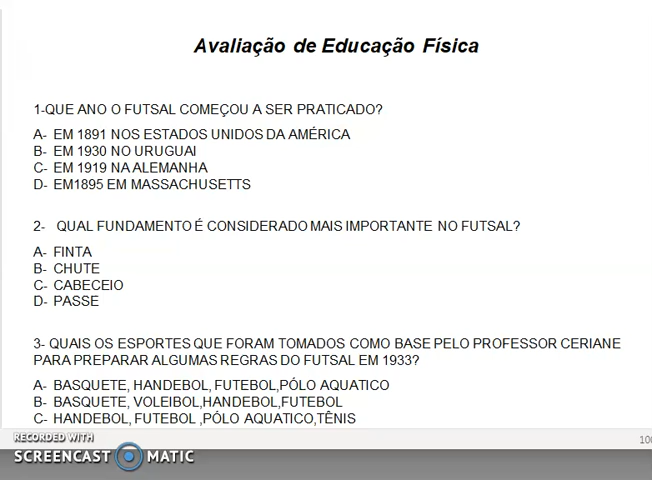 Avaliação de Educação Física
1-QUE ANO O FUTSAL COMEÇOU A SER PRATICADO?
A- EM 1891 NOS ESTADOS UNIDOS DA AMÉRICA
B- EM 1930 NO URUGUAI
C- EM 1919 NA ALEMANHA
D- EM1895 EM MASSACHUSETTS
2- QUAL FUNDAMENTO É CONSIDERADO MAIS IMPORTANTE NO FUTSAL?
A- FINTA
B- CHUTE
C- CABECEIO
D- PASSE
3- QUAIS OS ESPORTES QUE FORAM TOMADOS COMO BASE PELO PROFESSOR CERIANE
PARA PREPARAR ALGUMAS REGRAS DO FUTSAL EM 1933?
A- BASQUETE, HANDEBOL, FUTEBOL,PÓLO AQUATICO
B- BASQUETE, VOLEIBOL,HANDEBOL,FUTEBOL
C- HANDEBOL, FUTEBOL ,PÓLO AQUATICO,TÊNIS
RECORDED WITH
SCREENCAST MATIC